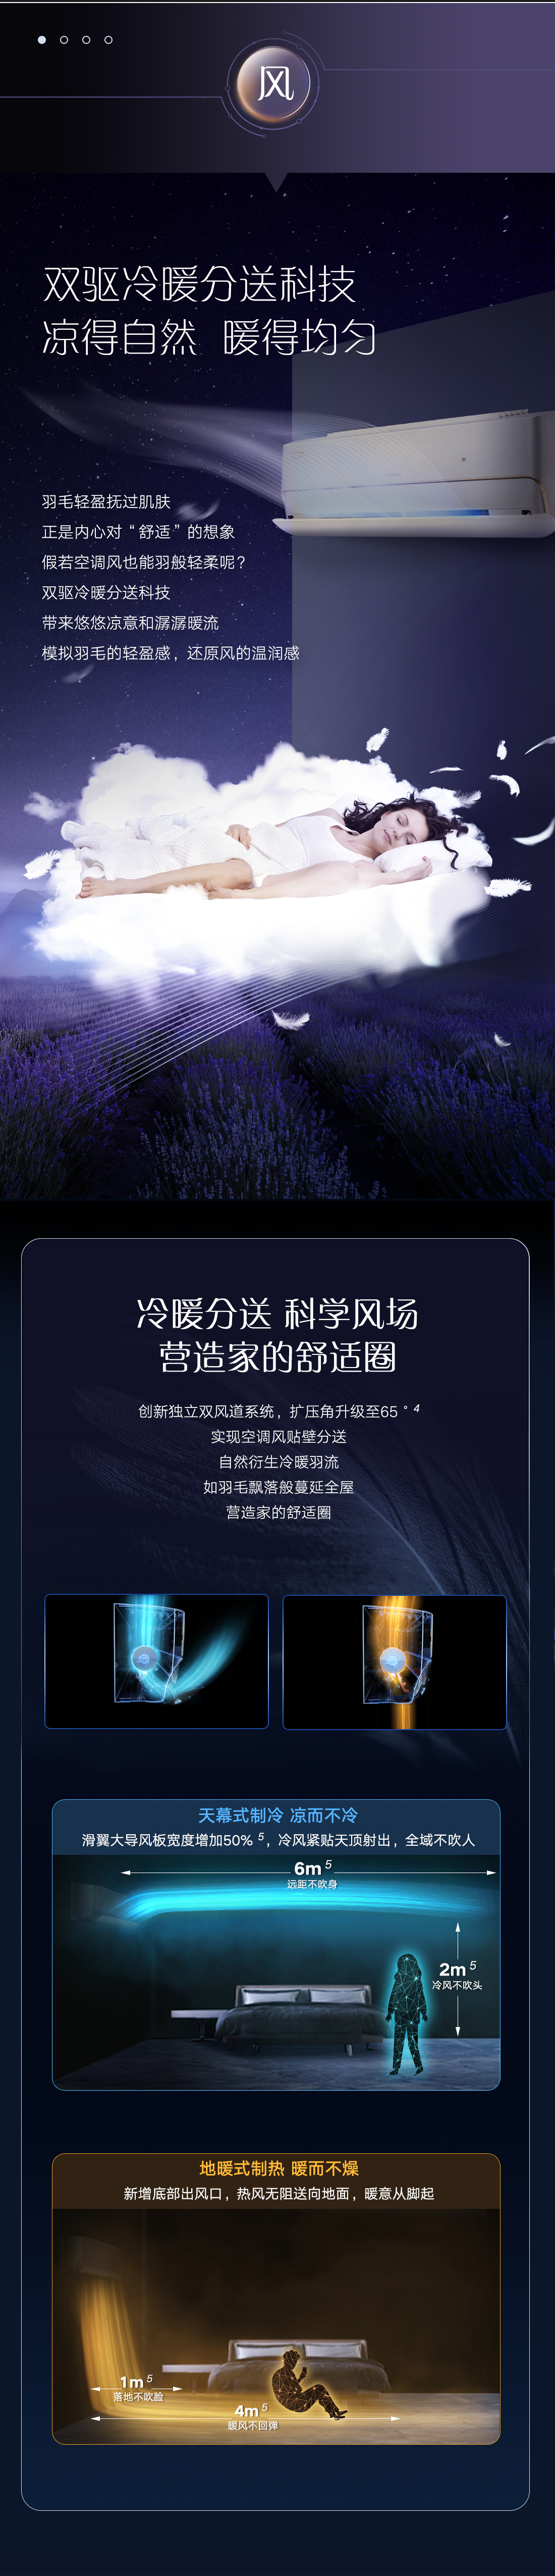 风
双驱冷暖分送科技
凉得自然 暖得均匀
羽毛轻盈抚过肌肤
正是内心对“舒适”的想象
假若空调风也能羽般轻柔呢？
双驱冷暖分送科技
带来悠悠凉意和潺潺暖流
模拟羽毛的轻盈感，还原风的温润感
冷暖分送 科学风场
营造家的舒适圈
创新独立双风道系统，扩压角升级至65°4
实现空调风贴壁分送
自然衍生冷暖羽流
如羽毛飘落般蔓延全屋
营造家的舒适圈
天幕式制冷 凉而不冷
滑翼大导风板宽度增加50% 5，冷风紧贴天顶射出，全域不吹人
6m 5
远距不吹身
2m 5
冷风不吹头
地暖式制热 暖而不燥
新增底部出风口，热风无阻送向地面，暖意从脚起
1m 5
落地不吹脸
4m 5
暖风不回弹